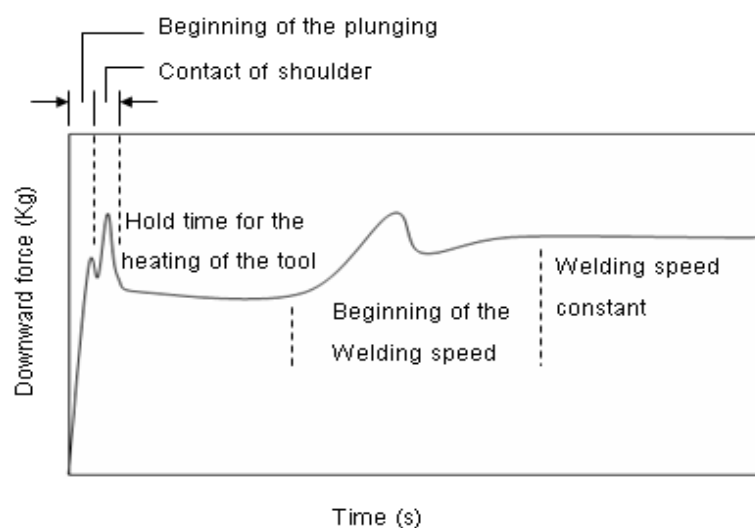 Beginning of the plunging
Contact of shoulder
Downward force (Kg)
Hold time for the
heating of the tool
Beginning of the
Welding speed
Welding speed
constant
Time (s)